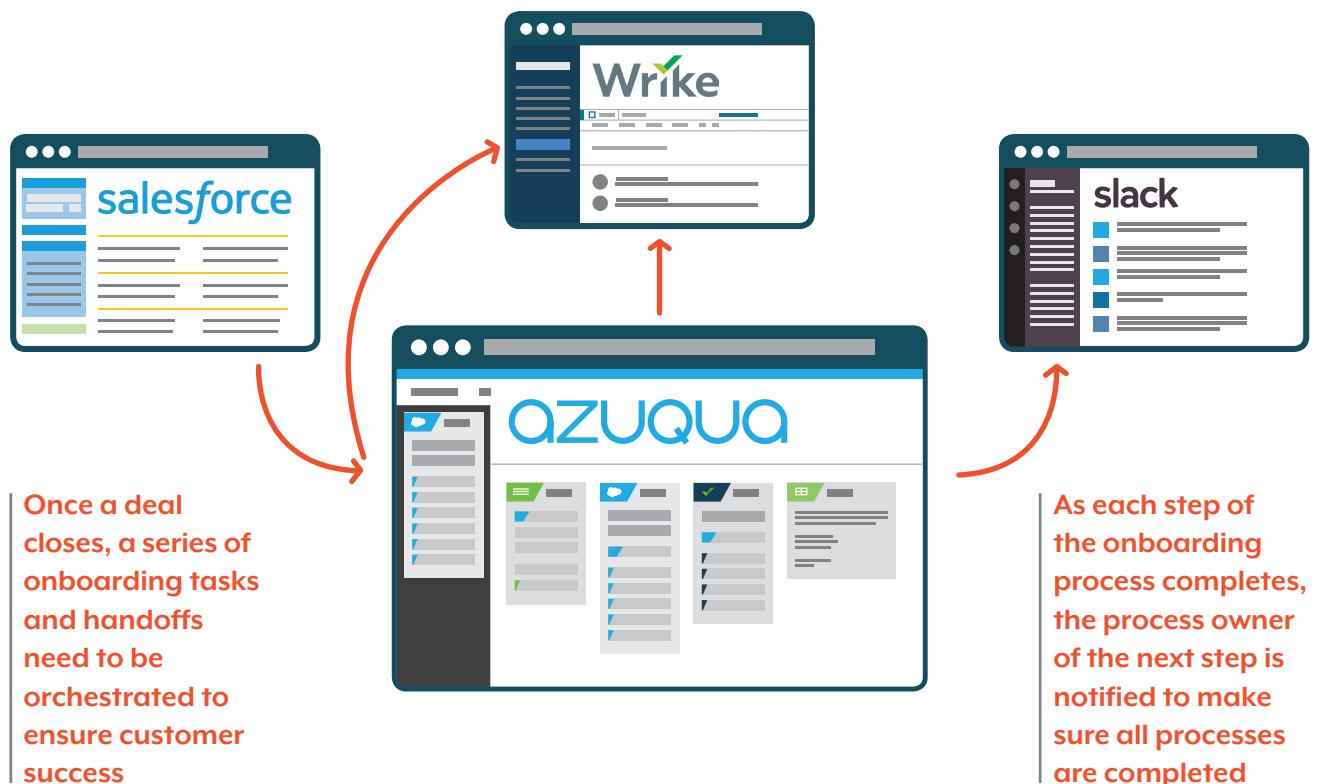 Wrike
salesforce
slack
azuqua
Once a deal
closes, a series of
onboarding tasks
and handoffs
need to be
orchestrated to
ensure customer
success
As each step of
the onboarding
process completes,
the process owner
of the next step is
notified to make
sure all processes
are completed